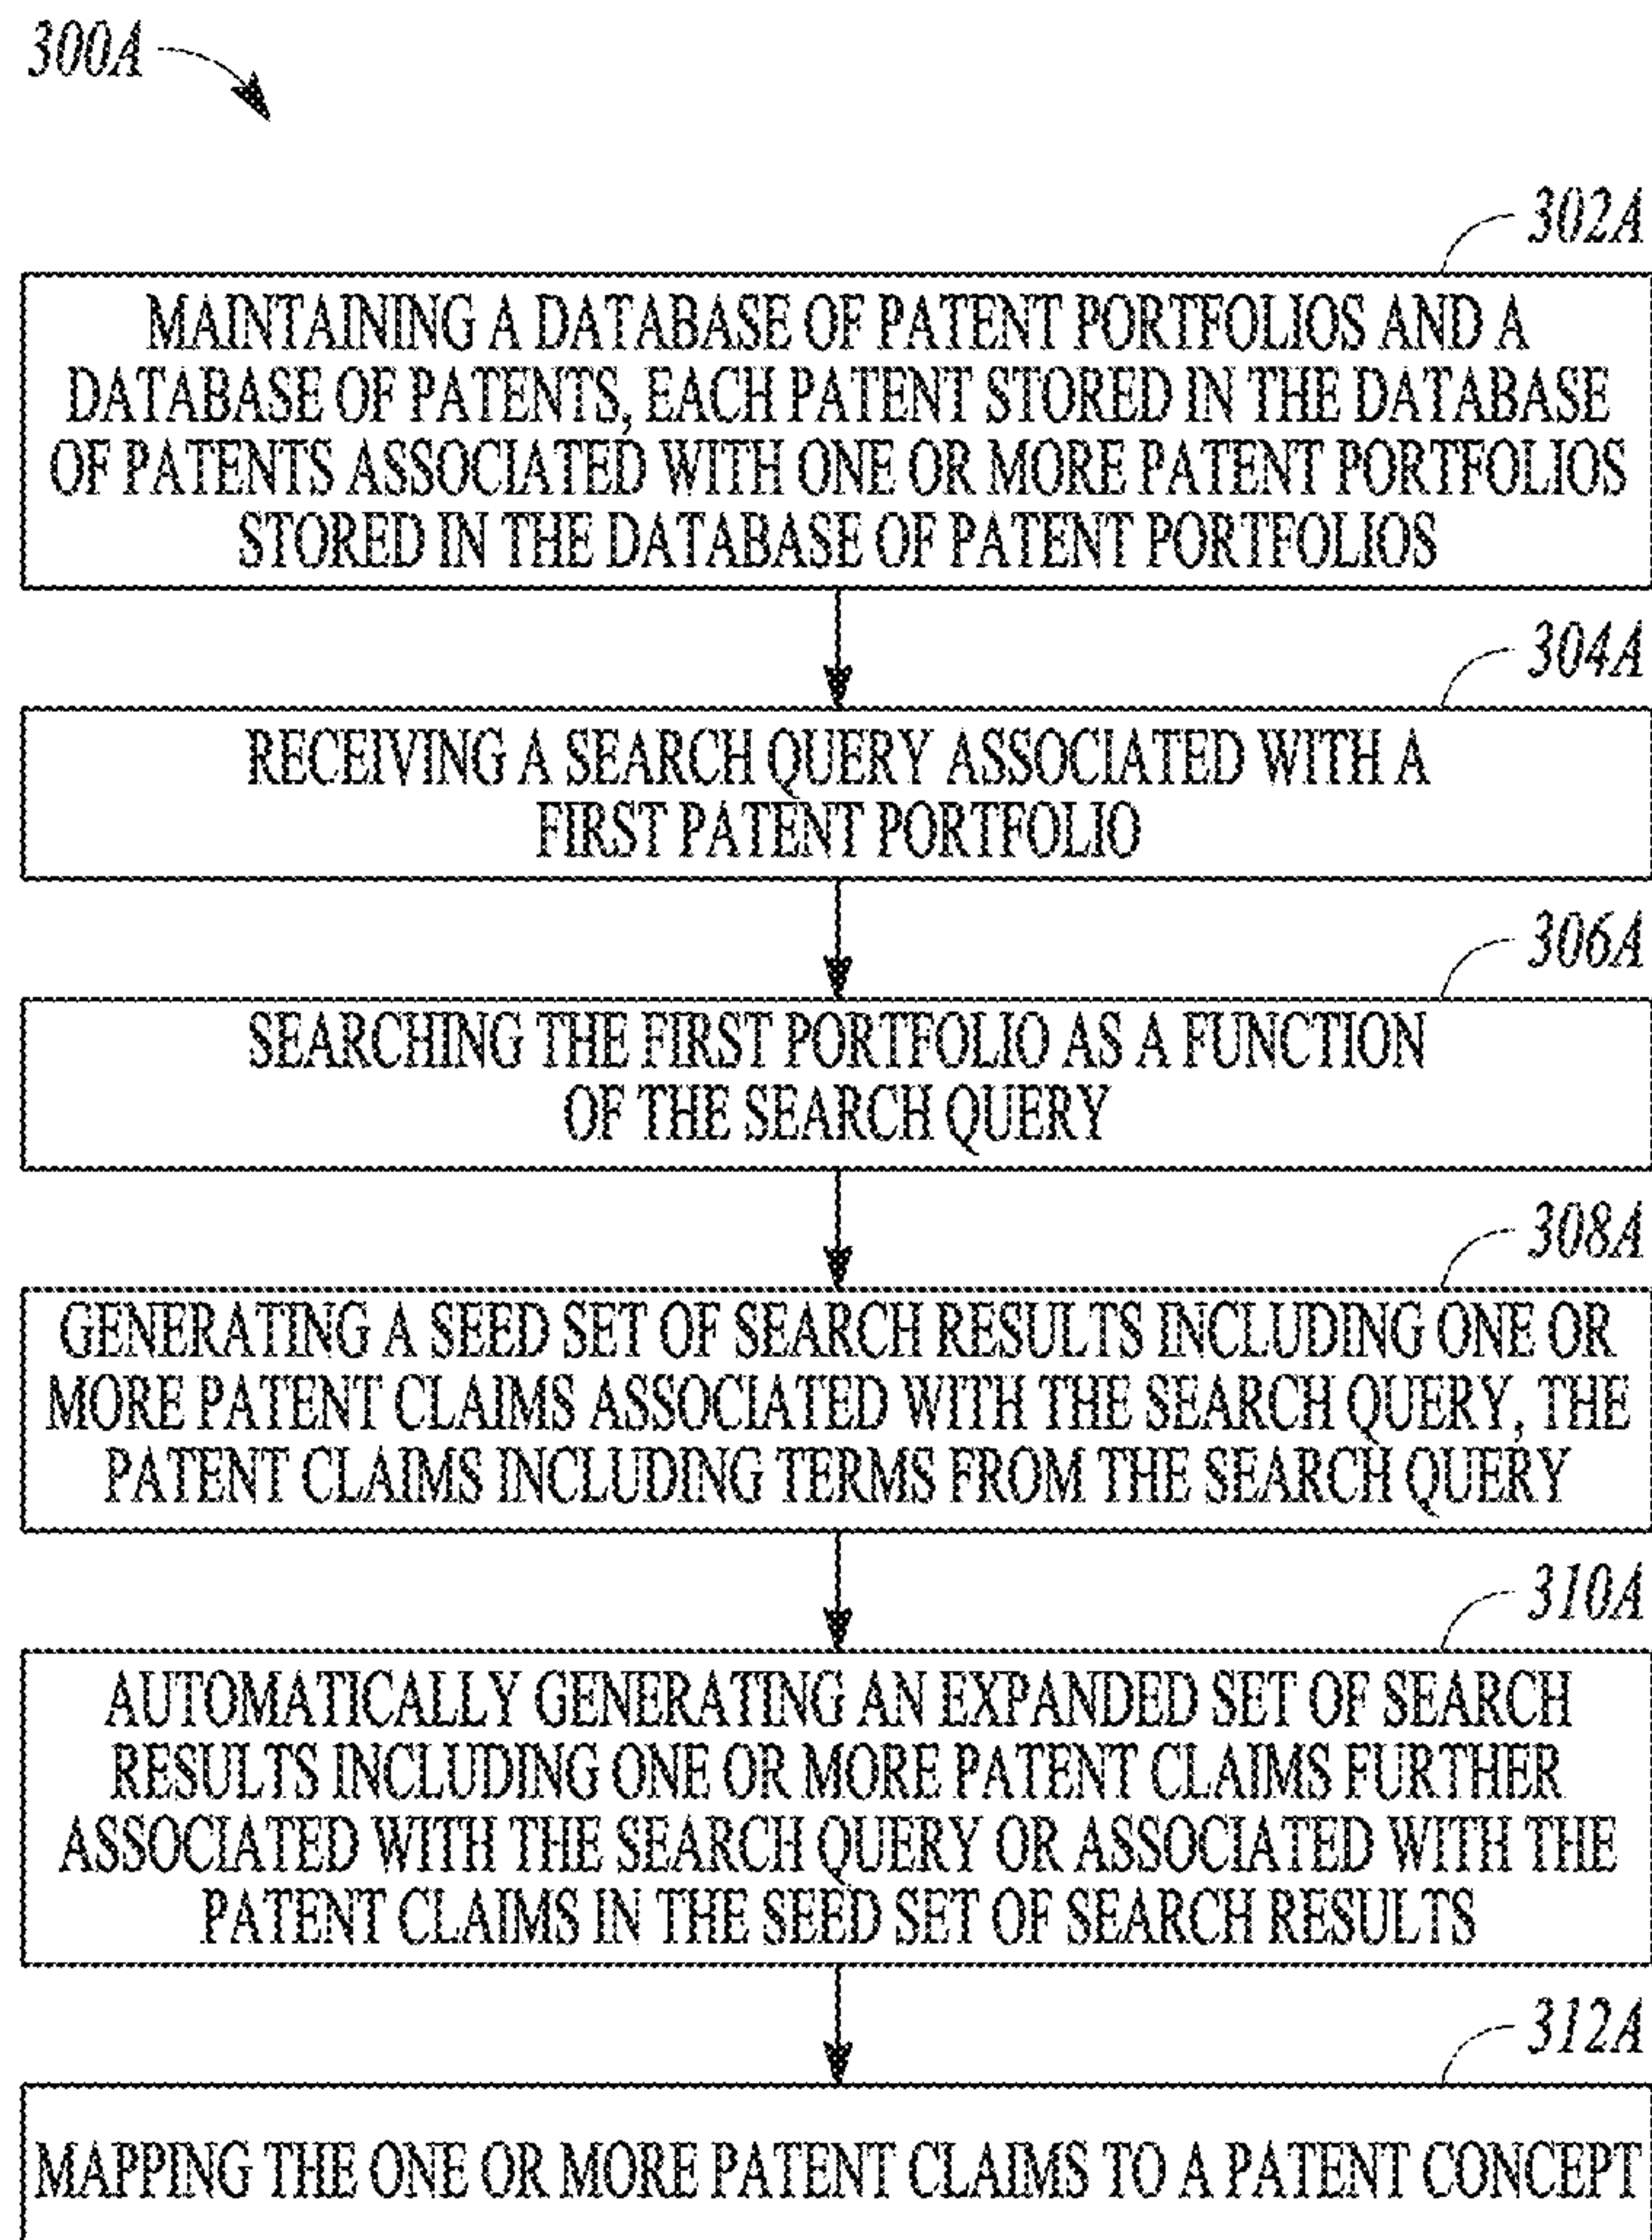 300A
302A
MAINTAINING A DATABASE OF PATENT PORTFOLIOS AND A
DATABASE OF PATENTS, EACH PATENT STORED IN THE DATABASE
OF PATENTS ASSOCIATED WITH ONE OR MORE PATENT PORTFOLIOS
STORED IN THE DATABASE OF PATENT PORTFOLIOS
304A
RECEIVING A SEARCH QUERY ASSOCIATED WITH A
FIRST PATENT PORTFOLIO
306A
SEARCHING THE FIRST PORTFOLIO AS A FUNCTION
OF THE SEARCH QUERY
308A
GENERATING A SEED SET OF SEARCH RESULTS INCLUDING ONE OR
MORE PATENT CLAIMS ASSOCIATED WITH THE SEARCH QUERY, THE
PATENT CLAIMS INCLUDING TERMS FROM THE SEARCH QUERY
310A
AUTOMATICALLY GENERATING AN EXPANDED SET OF SEARCH
RESULTS INCLUDING ONE OR MORE PATENT CLAIMS FURTHER
ASSOCIATED WITH THE SEARCH QUERY OR ASSOCIATED WITH THE
PATENT CLAIMS IN THE SEED SET OF SEARCH RESULTS
312A
MAPPING THE ONE OR MORE PATENT CLAIMS TO A PATENT CONCEPT